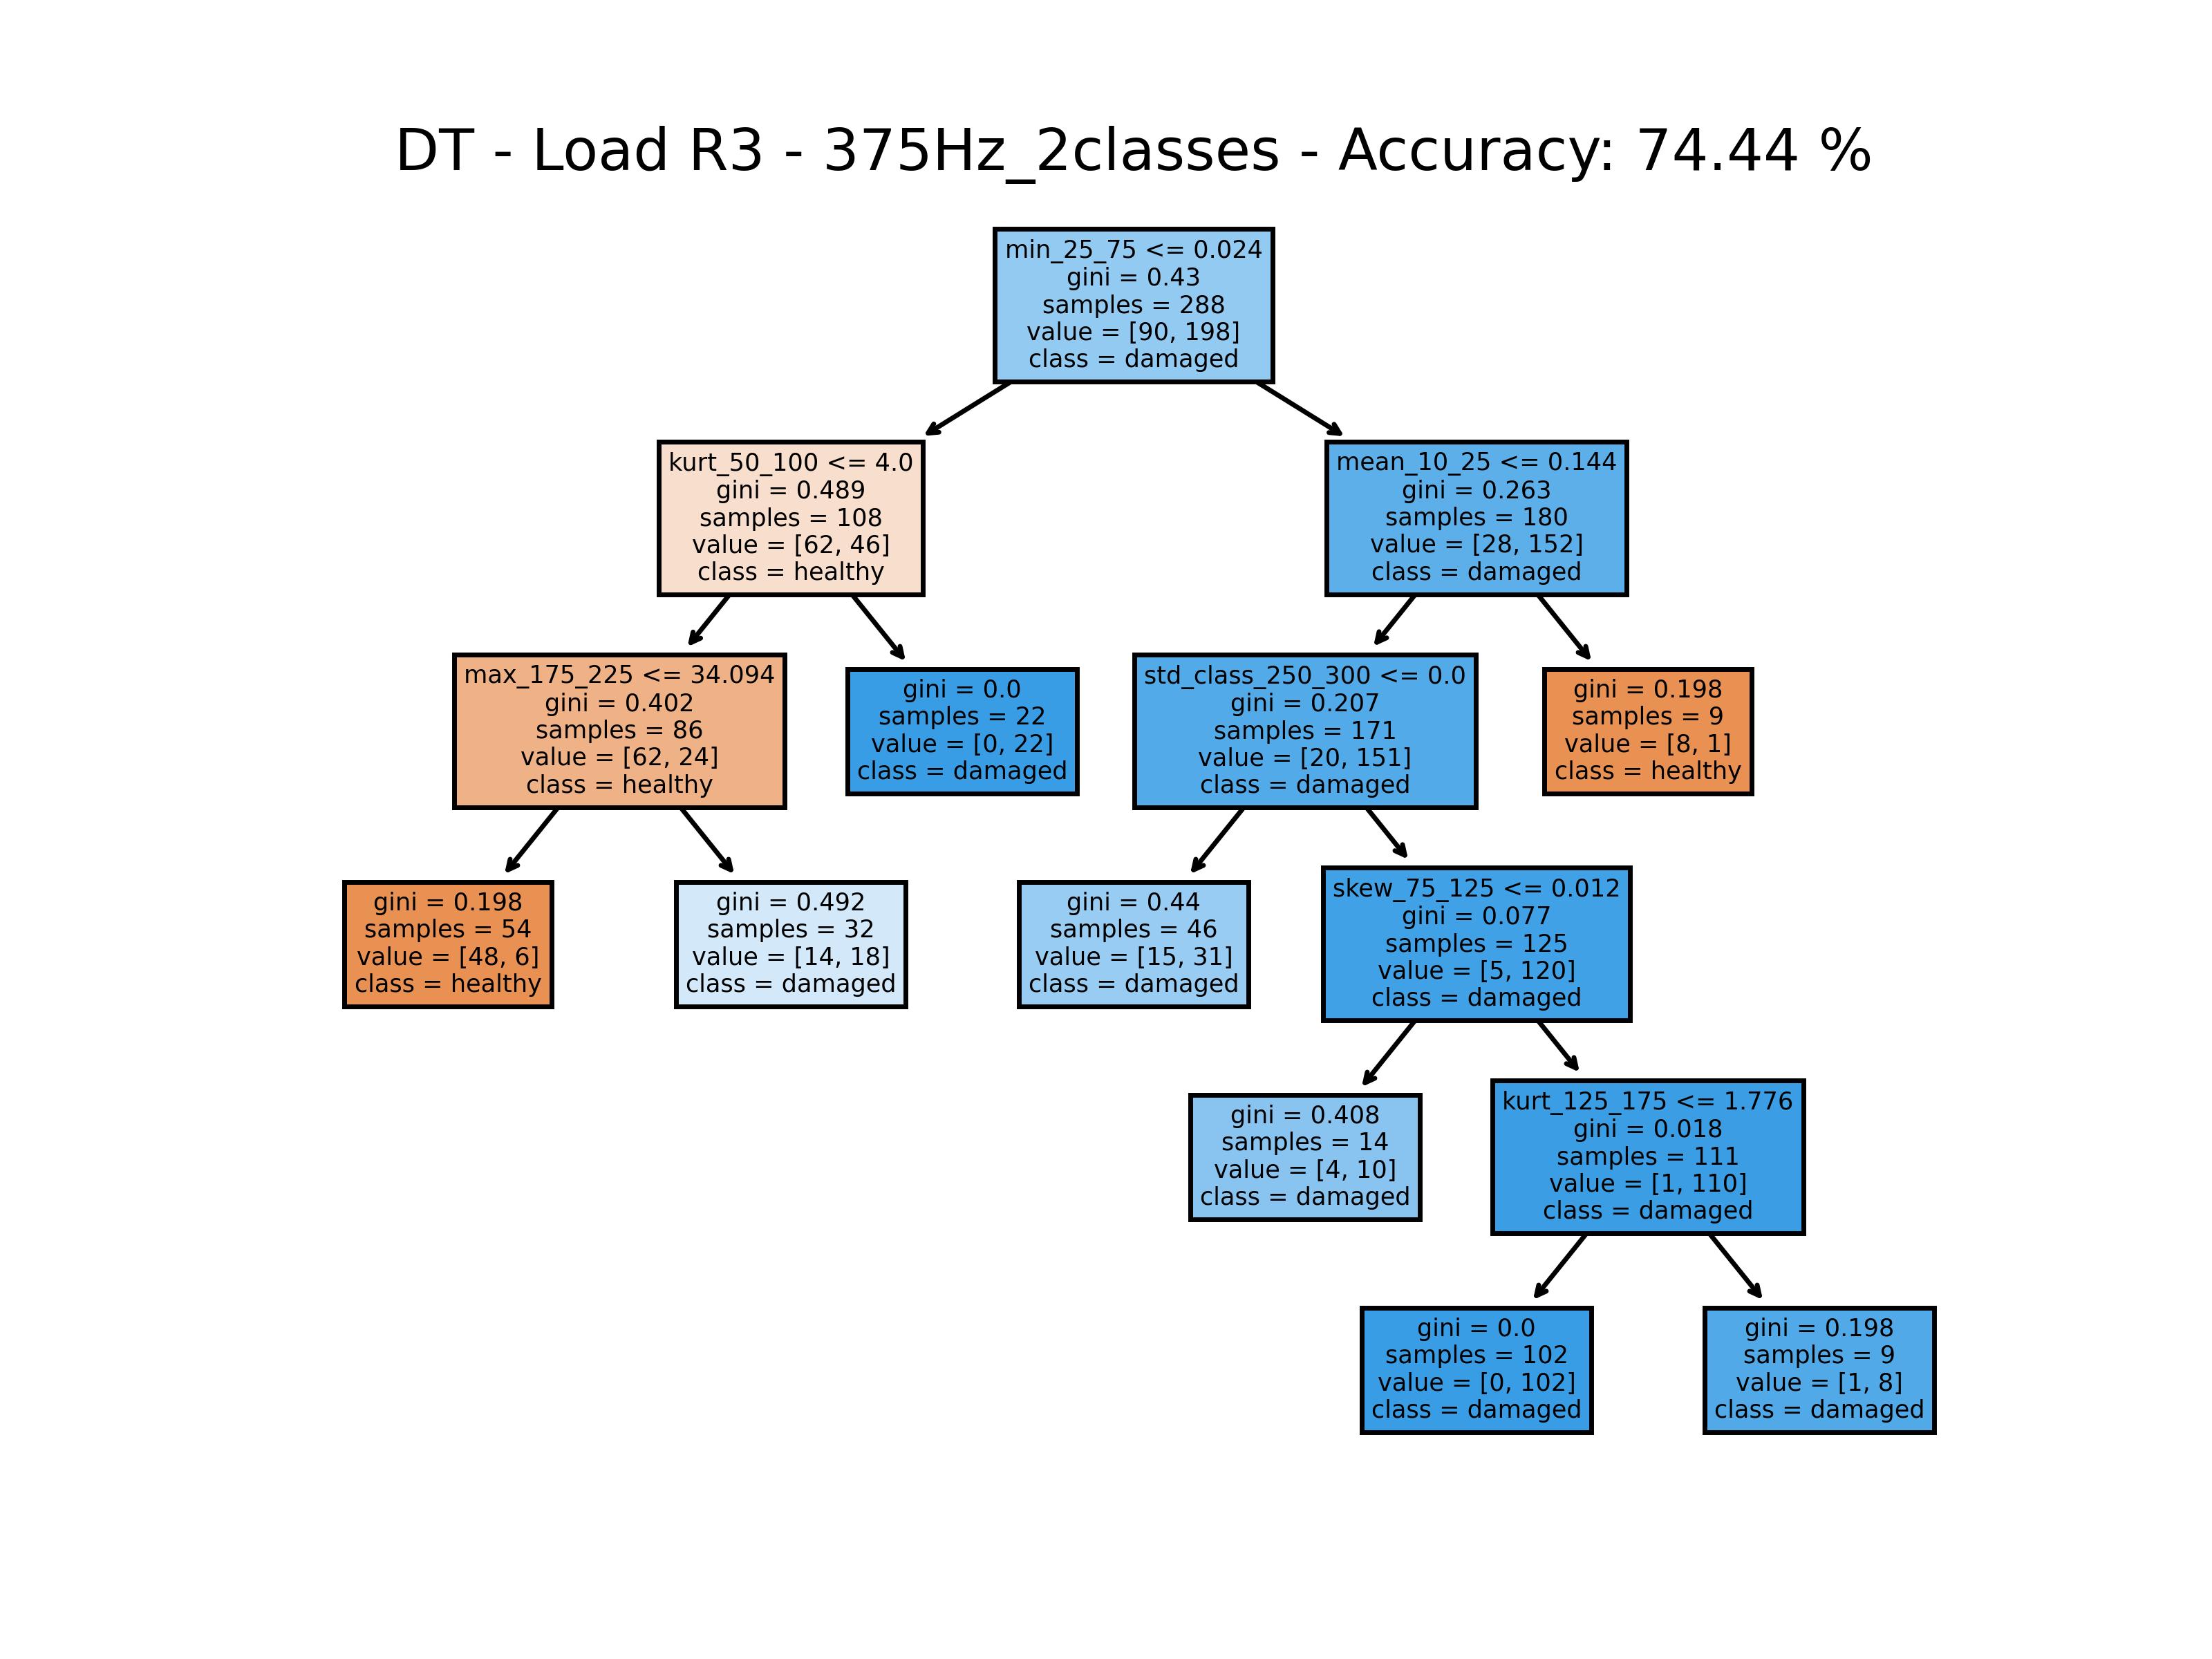 DT - Load R3 - 375Hz_2classes - Accuracy: 74.44 %
min_25_75 <= 0.024
gini = 0.43
samples = 288
value = [90, 198]
class = damaged
kurt_50_100 <= 4.0
gini = 0.489
samples = 108
value = [62, 46]
class = healthy
mean_10_25 <= 0.144
gini = 0.263
samples = 180
value = [28, 152]
class = damaged
max_175_225 <= 34.094
gini = 0.402
samples = 86
value = [62, 24]
class = healthy
gini = 0.0
samples = 22
value = [0, 22]
class = damaged
std_class_250_300 <= 0.0
gini = 0.207
samples = 171
value = [20, 151]
class = damaged
gini = 0.198
samples = 9
value = [8, 1]
class = healthy
gini = 0.198
samples = 54
value = [48, 6]
class = healthy
gini = 0.492
samples = 32
value = [14, 18]
class = damaged
gini = 0.44
samples = 46
value = [15, 31]
class = damaged
skew_75_125 <= 0.012
gini = 0.077
samples = 125
value = [5, 120]
class = damaged
gini = 0.408
samples = 14
value = [4, 10]
class = damaged
kurt_125_175 <= 1.776
gini = 0.018
samples = 111
value = [1, 110]
class = damaged
gini = 0.0
samples = 102
value = [0, 102]
class = damaged
gini = 0.198
samples = 9
value = [1, 8]
class = damaged